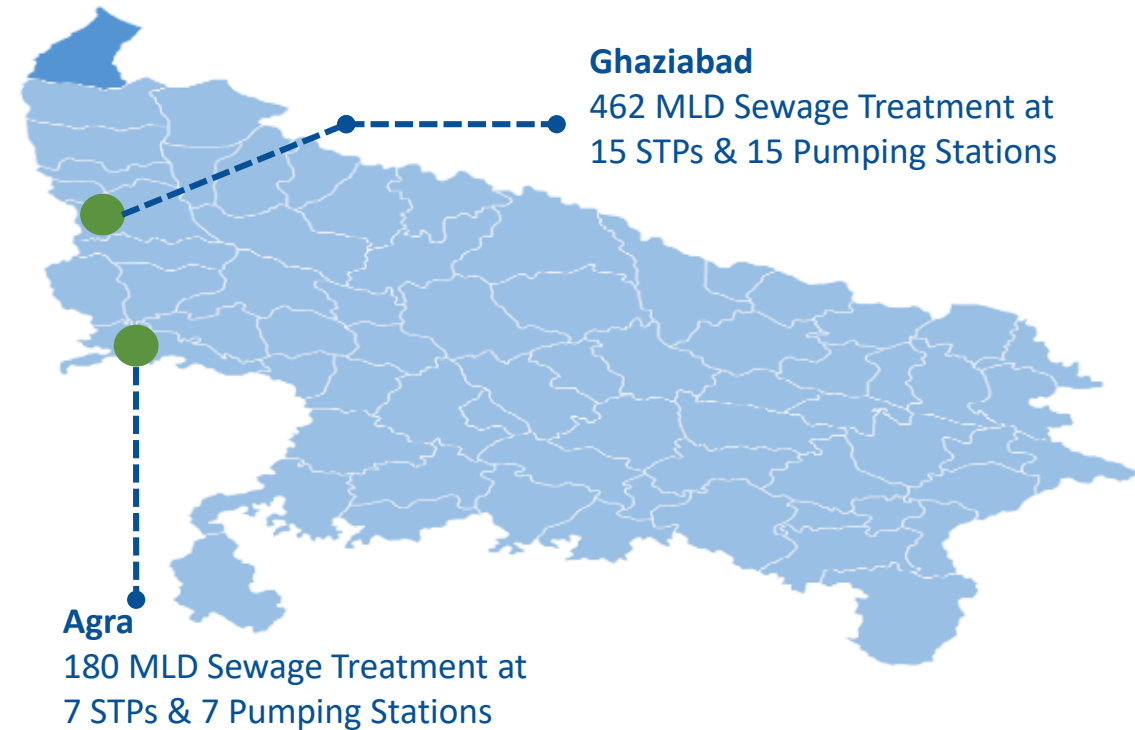 Ghaziabad
462 MLD Sewage Treatment at
15 STPs & 15 Pumping Stations
Agra
180 MLD Sewage Treatment at
7 STPs & 7 Pumping Stations